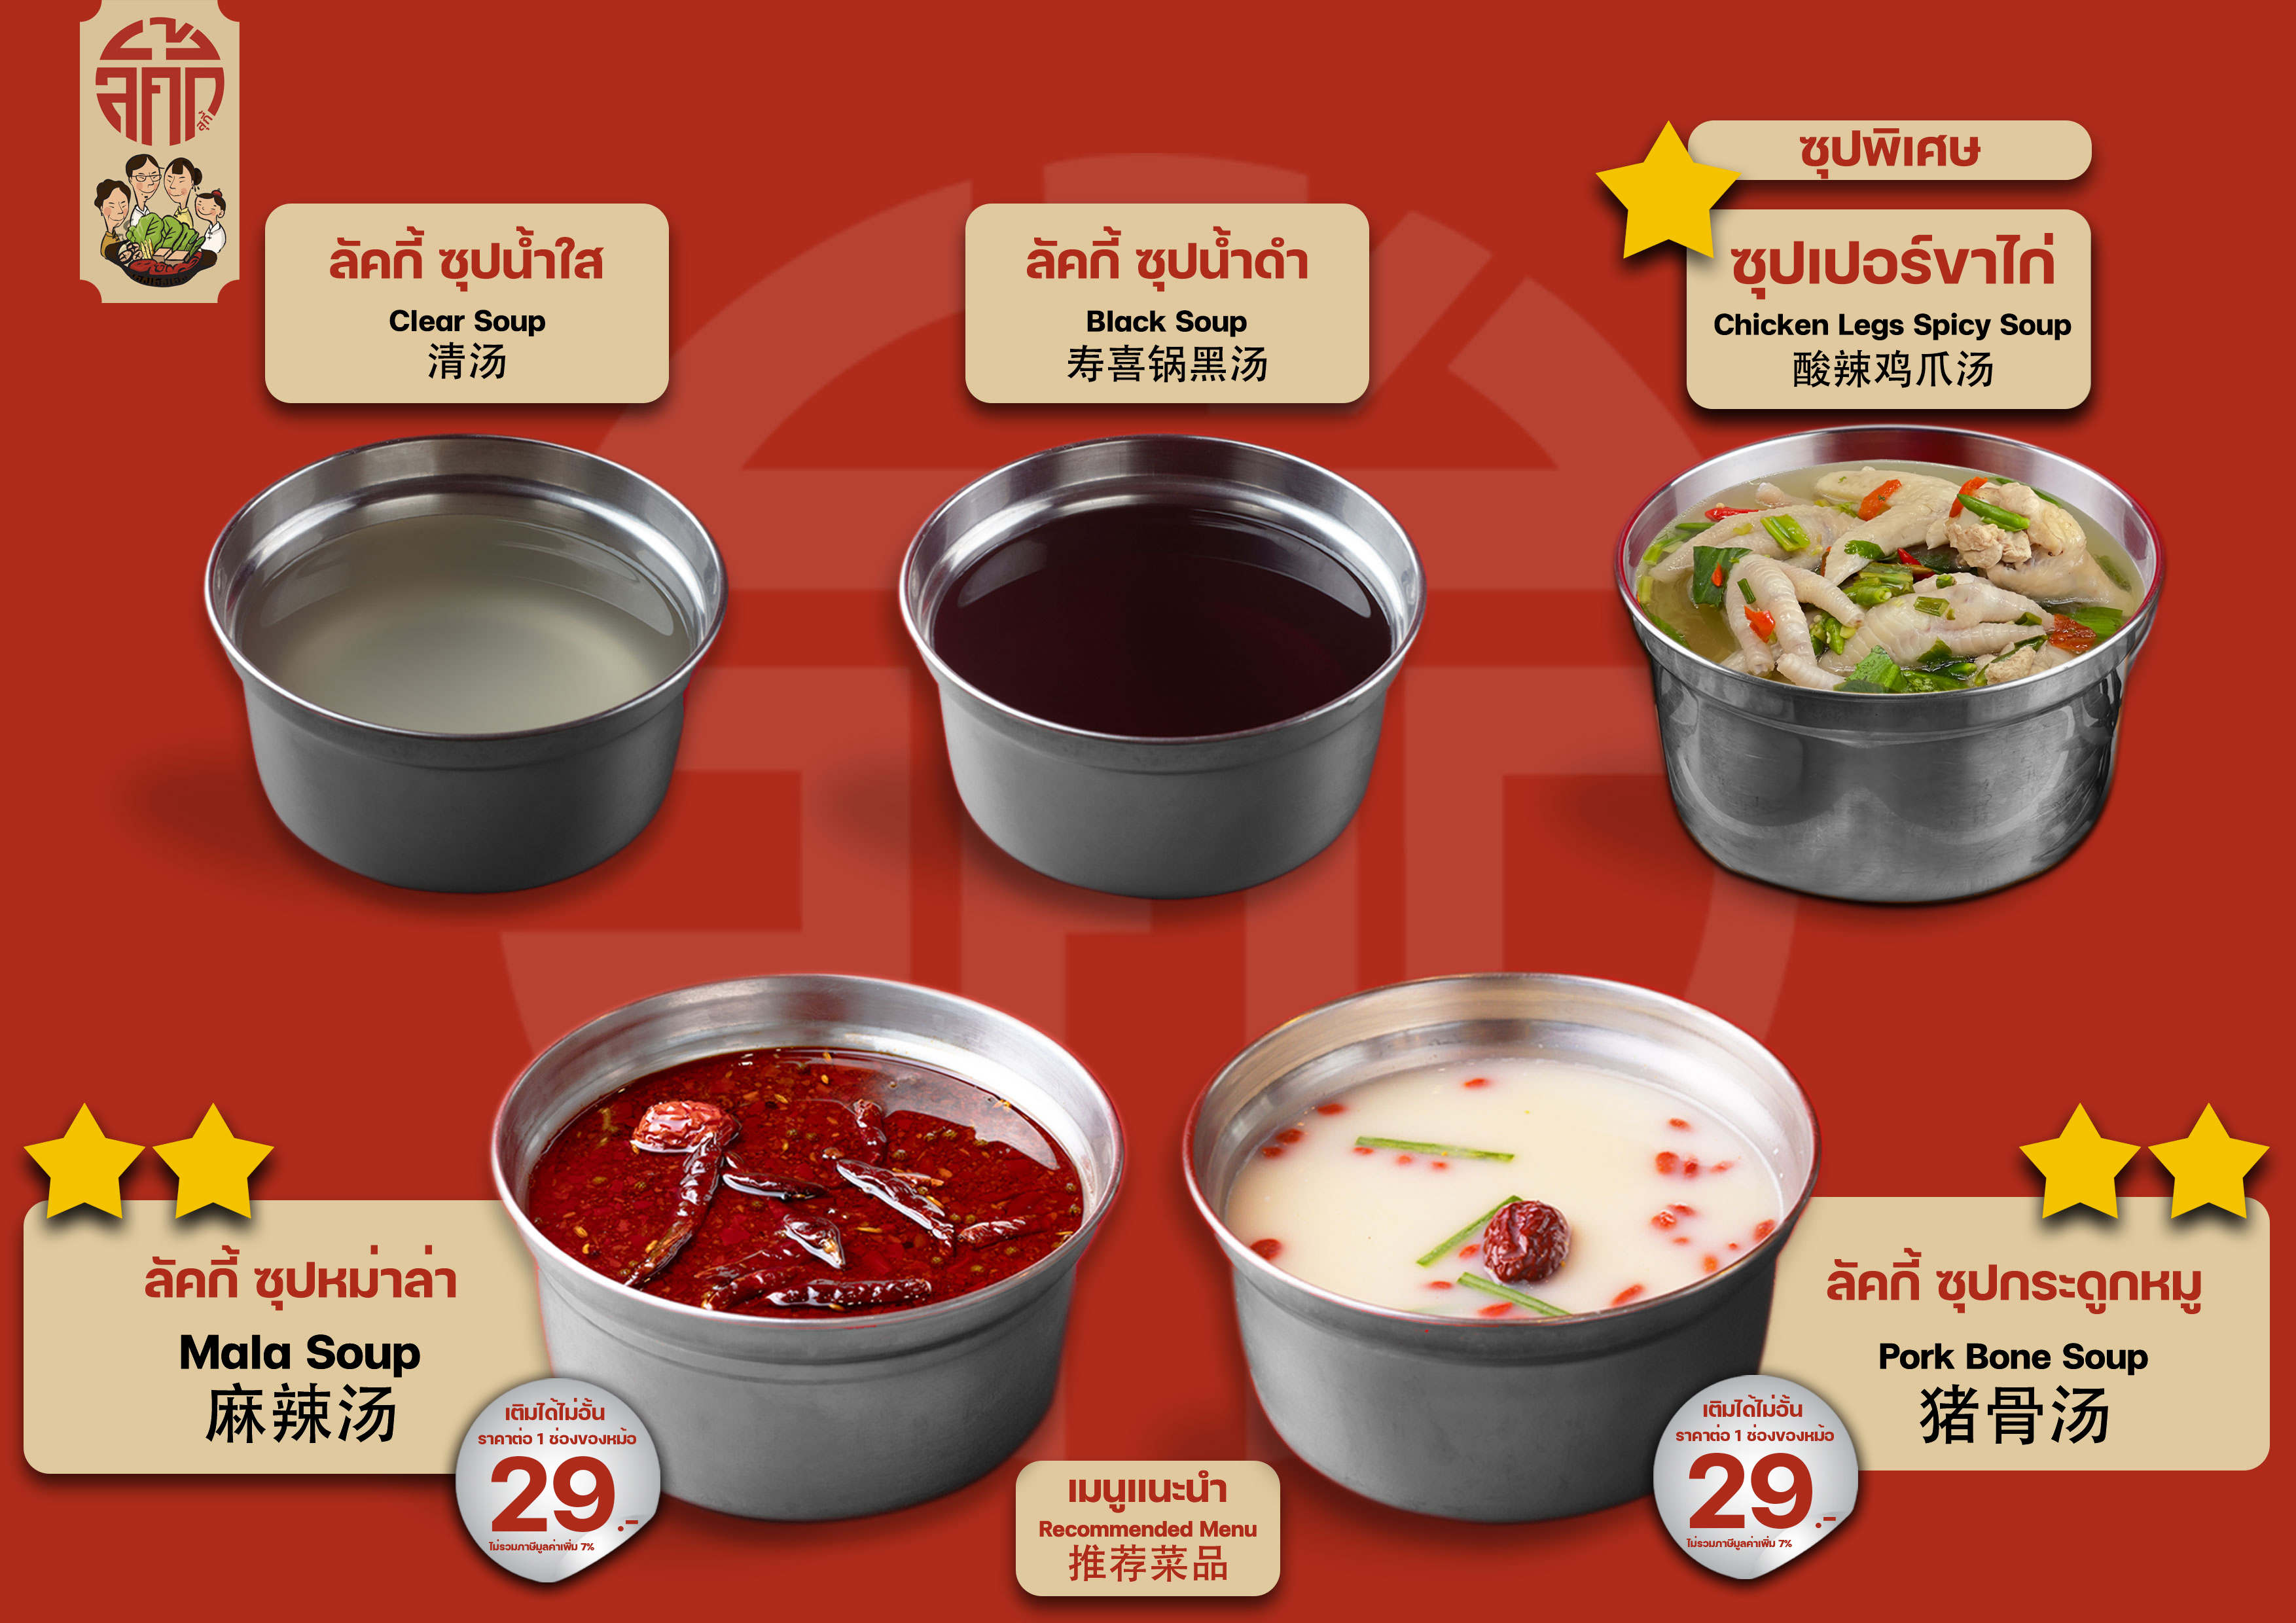 ลัคกี้
สุกี้
ลัคกี้ ซุปน้ำใส
Clear Soup
清汤
ลัคกี้ ซุปน้ำดำ
Black Soup
寿喜锅黑汤
ซุปพิเศษ
ซุปเปอร์ขาไก่
Chicken Legs Spicy Soup
酸辣鸡爪汤
ลัคกี้ ซุปหม่าล่า
Mala Soup
麻辣汤
เติมได้ไม่อั้น
ราคาต่อ 1 ช่องของหม้อ
29.-
ไม่รวมภาษีมูลค่าเพิ่ม 7%
ลัคกี้ ซุปกระดูกหมู
Pork Bone Soup
猪骨汤
เติมได้ไม่อั้น
ราคาต่อ 1 ช่องของหม้อ
29.-
ไม่รวมภาษีมูลค่าเพิ่ม 7%
เมนูแนะนำ
Recommended Menu
推荐菜品